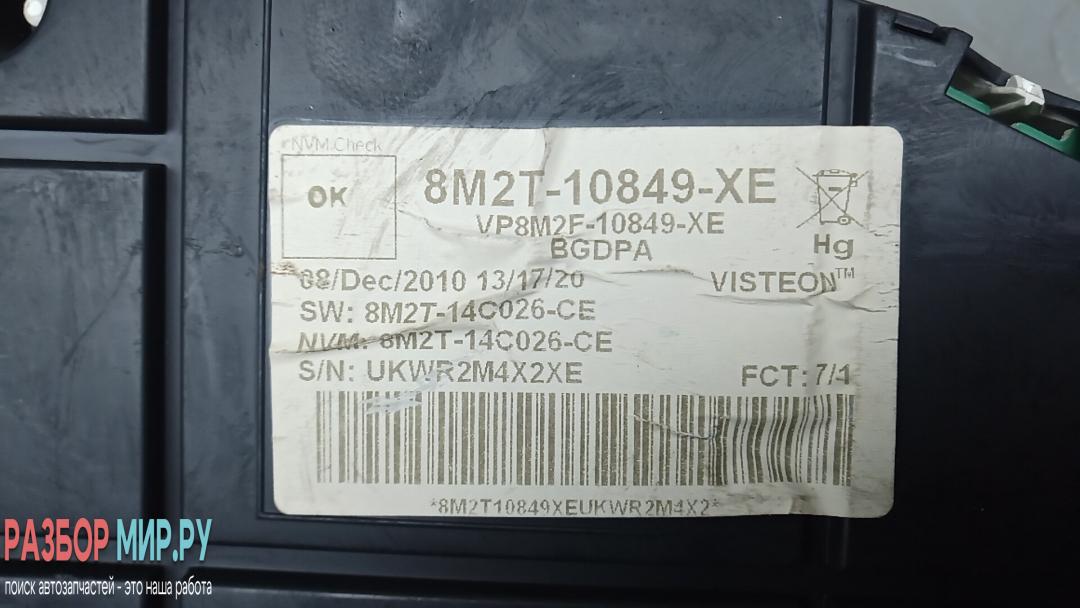 NVM Check
OK
8M2T-10849-XE
VP8M2F-10849-XE
BGDPA
Hg
08/Dec/2010 13/17/20
VISTEON™
SW: 8M2T-14C026-CE
NVM: 8M2T-14C026-CE
S/N: UKWR2M4X2XE
FCT: 7/1
*8M2T10849XEUKWR2M4X2*
РАЗБОР МИР.РУ
поиск автозапчастей - это наша работа